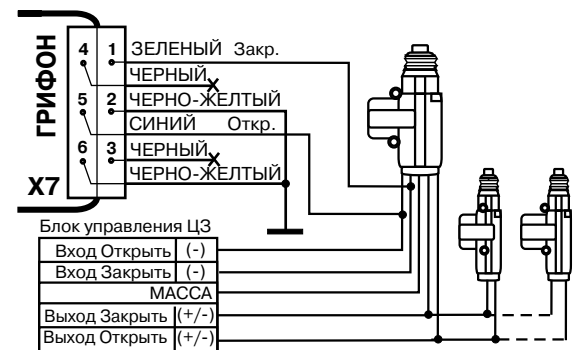 ГРИФОН
X7
4 1 ЗЕЛЕНЫЙ Закр.
ЧЕРНЫЙ
5 2 ЧЕРНО-ЖЕЛТЫЙ
СИНИЙ Откр.
6 3 ЧЕРНЫЙ
ЧЕРНО-ЖЕЛТЫЙ
Блок управления ЦЗ
Вход Открыть (-)
Вход Закрыть (-)
МАССА
Выход Закрыть (+/-)
Выход Открыть (+/-)